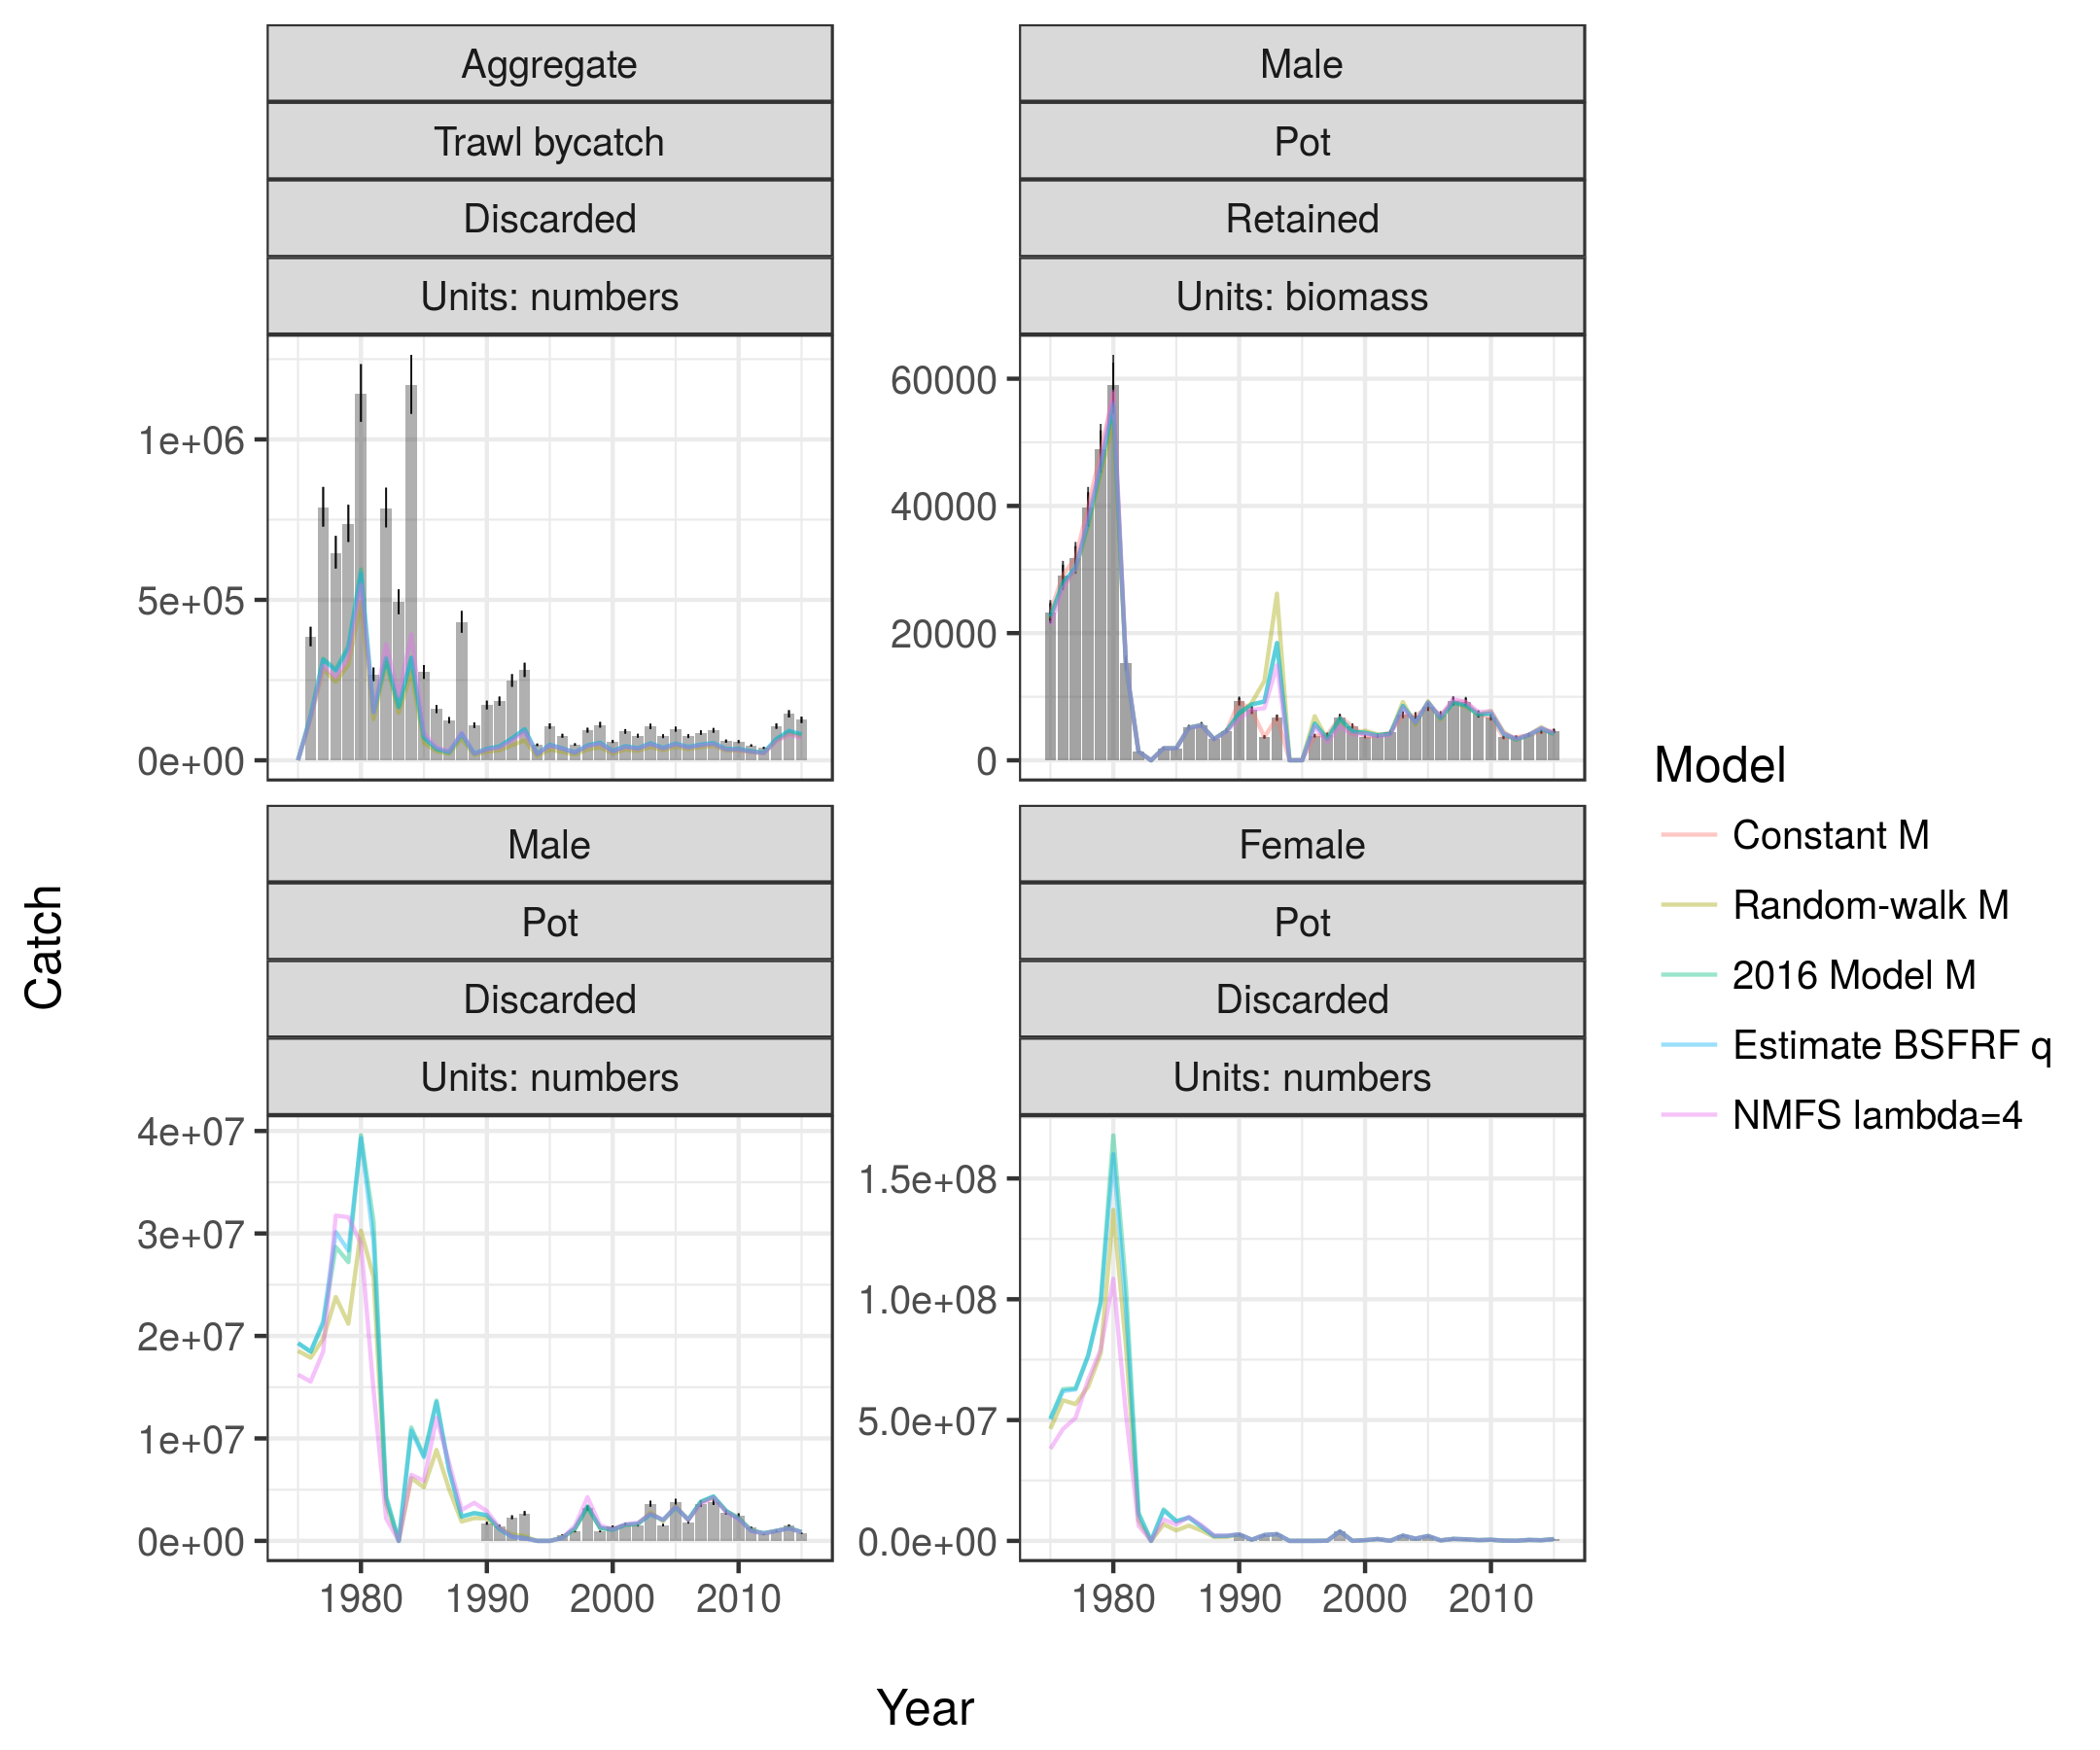 Aggregate
Trawl bycatch
Discarded
Units: numbers
1e+06
5e+05
0e+00
Male
Pot
Retained
Units: biomass
60000
40000
20000
0
Male
Pot
Discarded
Units: numbers
4e+07
3e+07
2e+07
1e+07
0e+00
1980 1990 2000 2010
Female
Pot
Discarded
Units: numbers
1.5e+08
1.0e+08
5.0e+07
0.0e+00
1980 1990 2000 2010
Catch
Year
Model
Constant M
Random-walk M
2016 Model M
Estimate BSFRF q
NMFS lambda=4